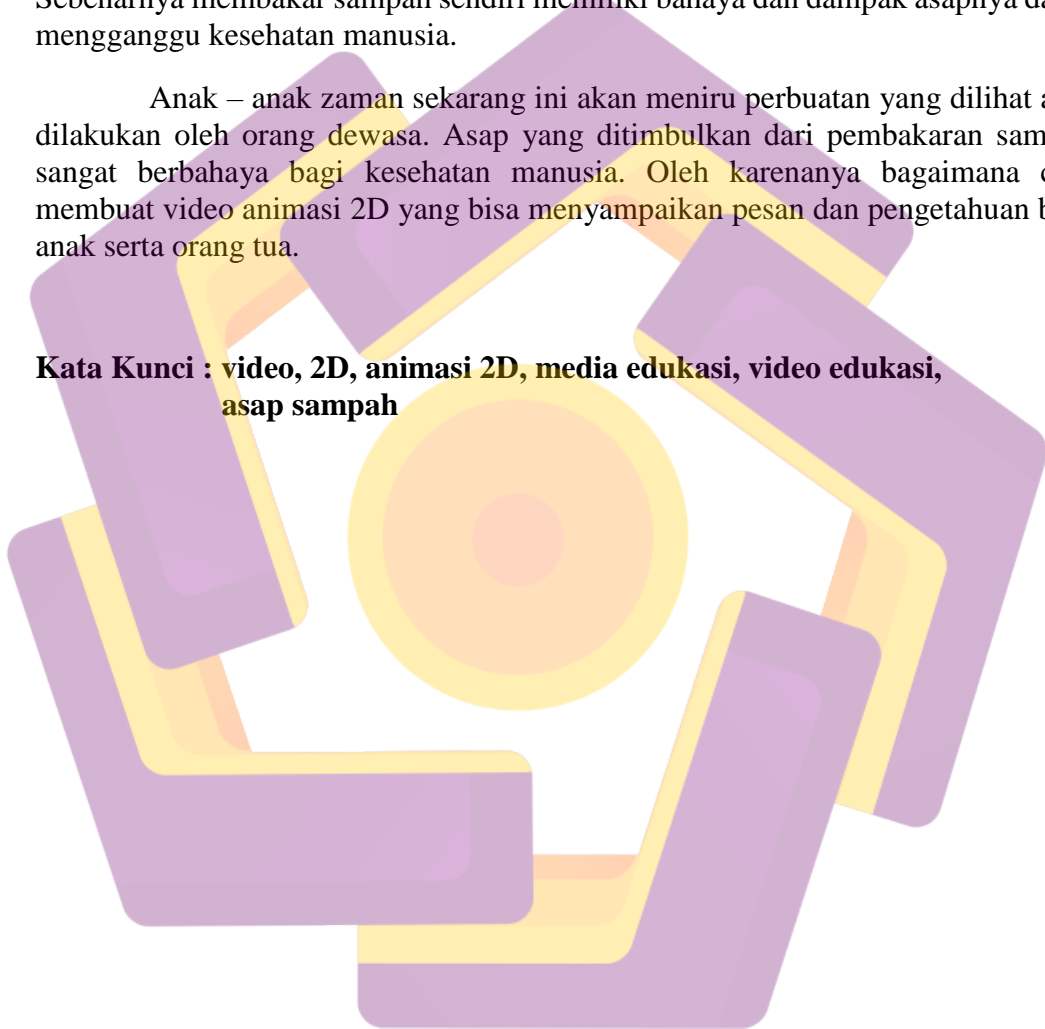 Sebenarnya membakar sampah sendiri memiliki bahaya dan dampak asapnya
mengganggu kesehatan manusia.
Anak – anak zaman sekarang ini akan meniru perbuatan yang dilihat
dilakukan oleh orang dewasa. Asap yang ditimbulkan dari pembakaran
sangat berbahaya bagi kesehatan manusia. Oleh karenanya bagaimana
membuat video animasi 2D yang bisa menyampaikan pesan dan pengetahuan
anak serta orang tua.
Kata Kunci : video, 2D, animasi 2D, media edukasi, video edukasi,
asap sampah